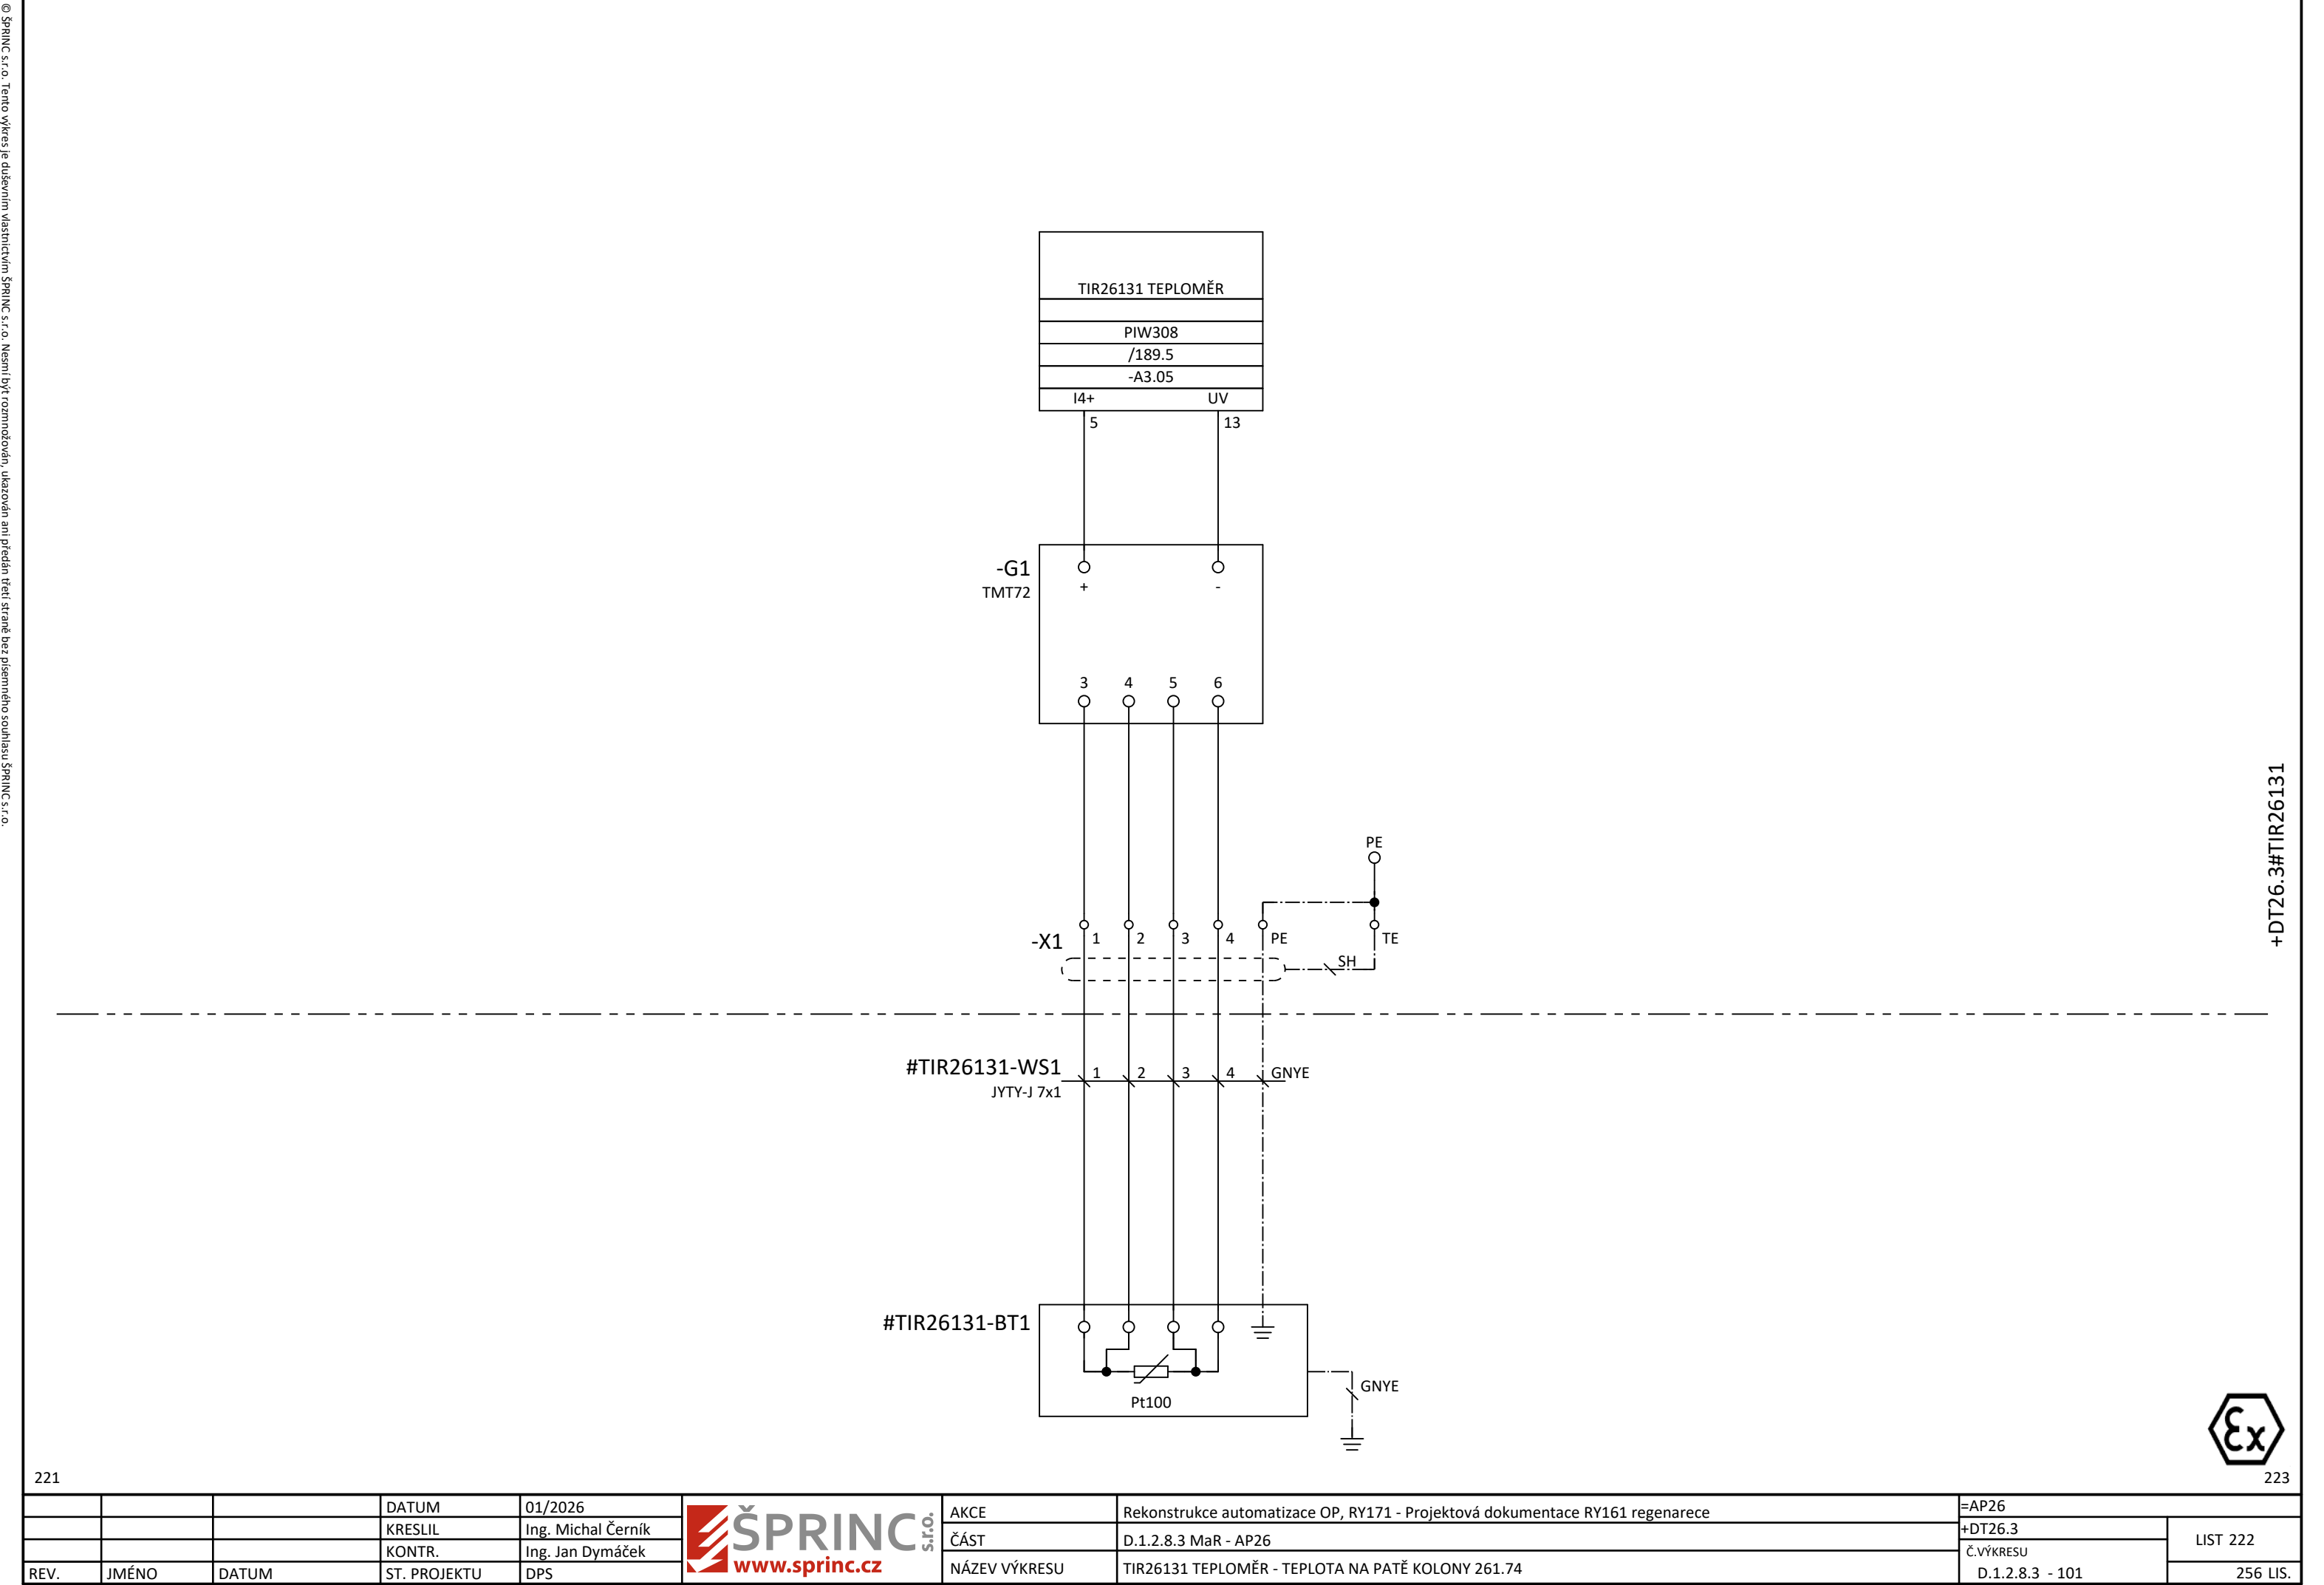 © ŠPRINC s.r.o. Tento výkres je duševním vlastnictvím ŠPRINC s.r.o. Nesmí být rozmnožován, ukazován ani předán třetí straně bez písemného souhlasu ŠPRINC s.r.o.
TIR26131 TEPLOMĚR
PIW308
/189.5
-A3.05
I4+ UV
5 13
-G1
TMT72
+ -
3 4 5 6
PE
-X1 1 2 3 4 PE TE
SH
+DT26.3#TIR26131
#TIR26131-WS1 1 2 3 4 GNYE
JYTY-J 7x1
#TIR26131-BT1
Pt100
GNYE
Ex
221 223
DATUM 01/2026
KRESLIL Ing. Michal Černík
KONTR. Ing. Jan Dymáček
REV. JMÉNO DATUM ST. PROJEKTU DPS
ŠPRINC s.r.o.
www.sprinc.cz
AKCE Rekonstrukce automatizace OP, RY171 - Projektová dokumentace RY161 regenarece
ČÁST D.1.2.8.3 MaR - AP26
NÁZEV VÝKRESU TIR26131 TEPLOMĚR - TEPLOTA NA PATĚ KOLONY 261.74
=AP26
+DT26.3
Č.VÝKRESU
D.1.2.8.3 - 101
LIST 222
256 LIS.